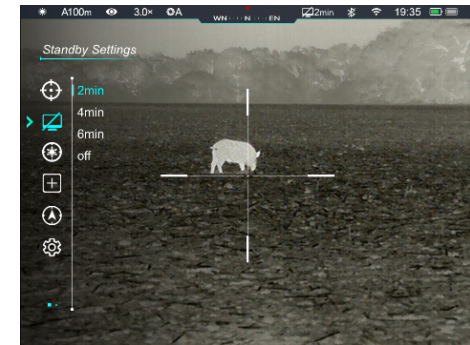 A100m 3.0× A WN N EN 2min 19:35
Standby Settings
2min
4min
6min
off